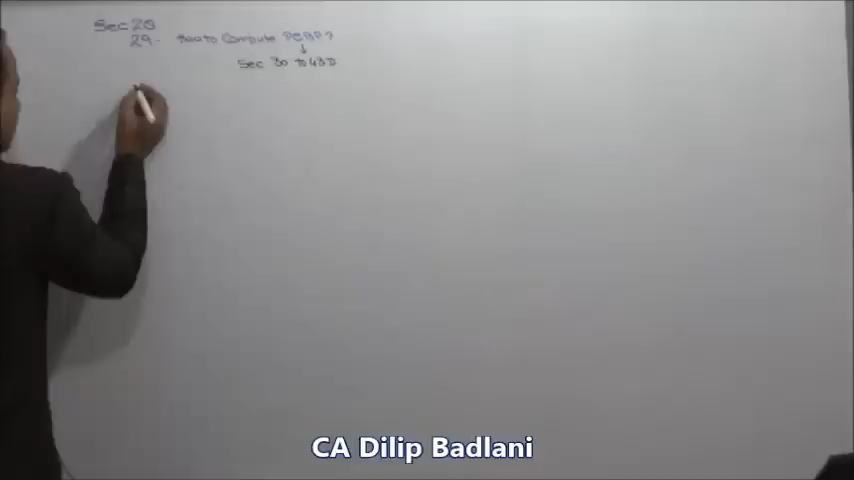 Sec 28
29- How to Compute PGBP?
↓
Sec 30 to 43D
CA Dilip Badlani